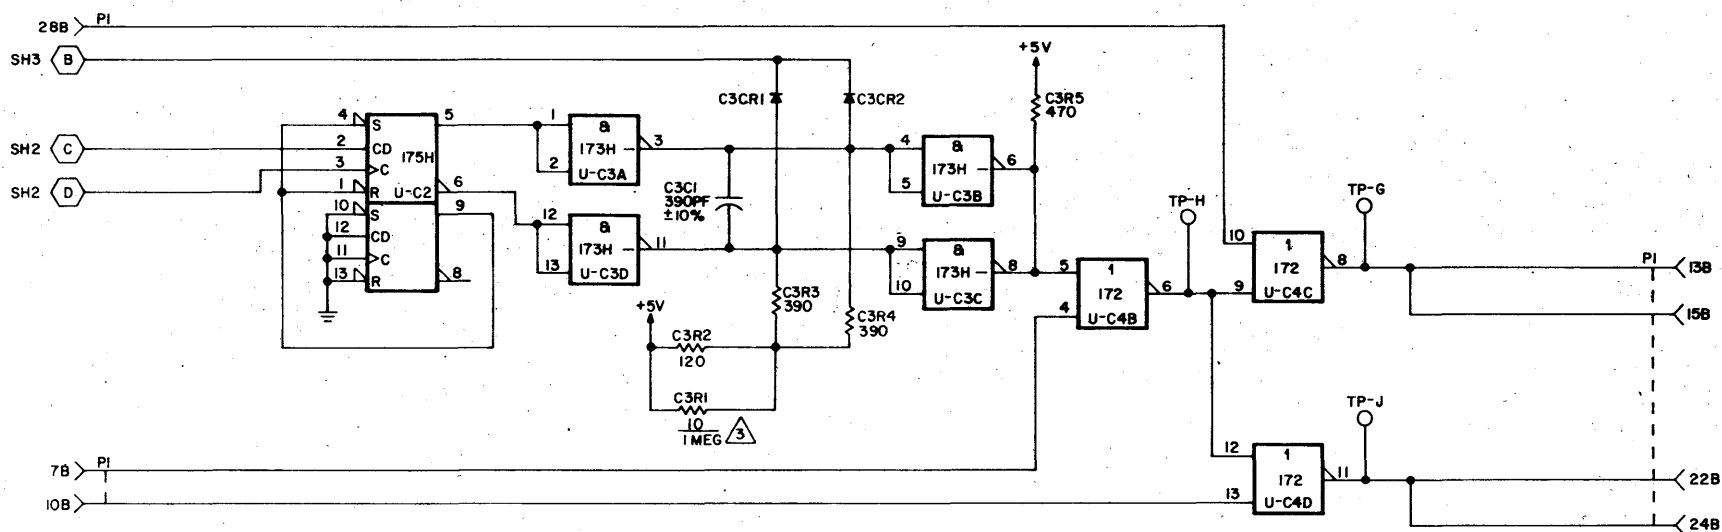 28B P1
SH3 B
+5V
C3CR1 C3CR2
C3R5
470
4 S 5
SH2 C 2 CD 175H
3 C
SH2 D 1 R U-C2 6
10 S 9
12 CD
11 C
13 R 8
1 & 3
173H
2 U-C3A
C3C1
390PF
±10%
12 & 11
173H
13 U-C3D
4 & 6
173H
5 U-C3B
9 & 8
173H
10 U-C3C
C3R3
390
C3R4
390
+5V
C3R2
120
C3R1
10
1 MEG 3
5 1 6
172
4 U-C4B
TP-H
TP-G
10 1 8
172
9 U-C4C
P1
13B
15B
TP-J
12 1 11
172
13 U-C4D
7B P1
10B
22B
24B